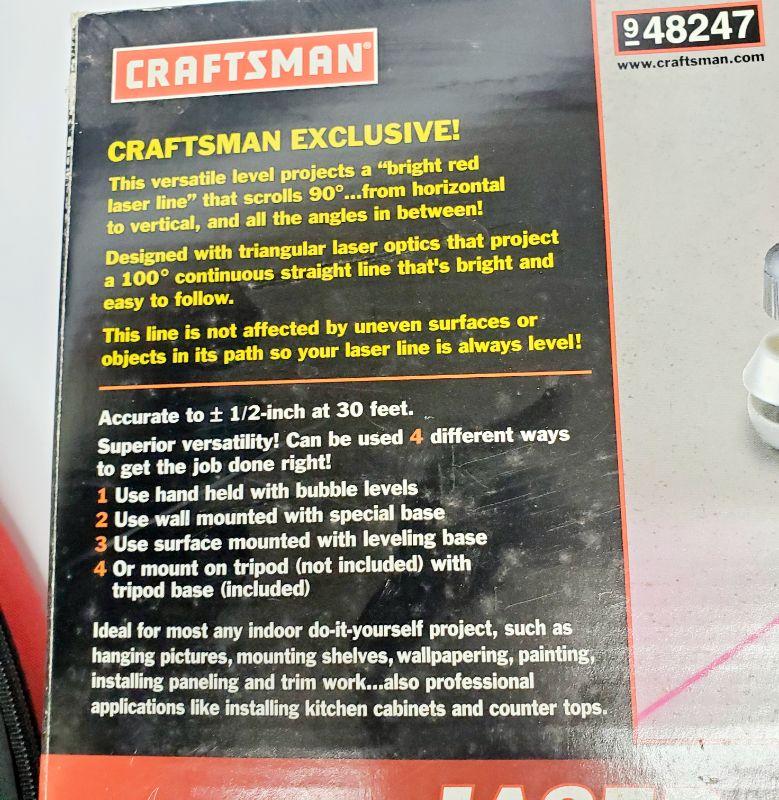 CRAFTSMAN®
9 48247
www.craftsman.com
CRAFTSMAN EXCLUSIVE!
This versatile level projects a “bright red
laser line” that scrolls 90°...from horizontal
to vertical, and all the angles in between!
Designed with triangular laser optics that project
a 100° continuous straight line that's bright and
easy to follow.
This line is not affected by uneven surfaces or
objects in its path so your laser line is always level!
Accurate to ± 1/2-inch at 30 feet.
Superior versatility! Can be used 4 different ways
to get the job done right!
1 Use hand held with bubble levels
2 Use wall mounted with special base
3 Use surface mounted with leveling base
4 Or mount on tripod (not included) with
tripod base (included)
Ideal for most any indoor do-it-yourself project, such as
hanging pictures, mounting shelves, wallpapering, painting,
installing paneling and trim work...also professional
applications like installing kitchen cabinets and counter tops.